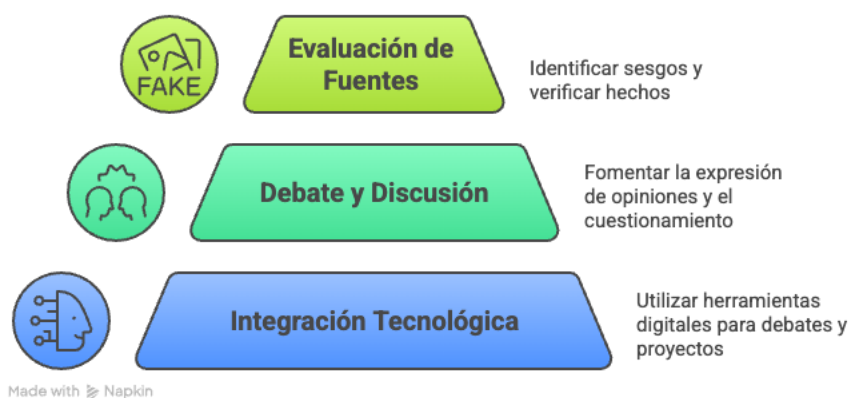 FAKE
Evaluación de
Fuentes
Identificar sesgos y
verificar hechos
Debate y Discusión
Fomentar la expresión
de opiniones y el
cuestionamiento
Integración Tecnológica
Utilizar herramientas
digitales para debates y
proyectos
Made with Napkin